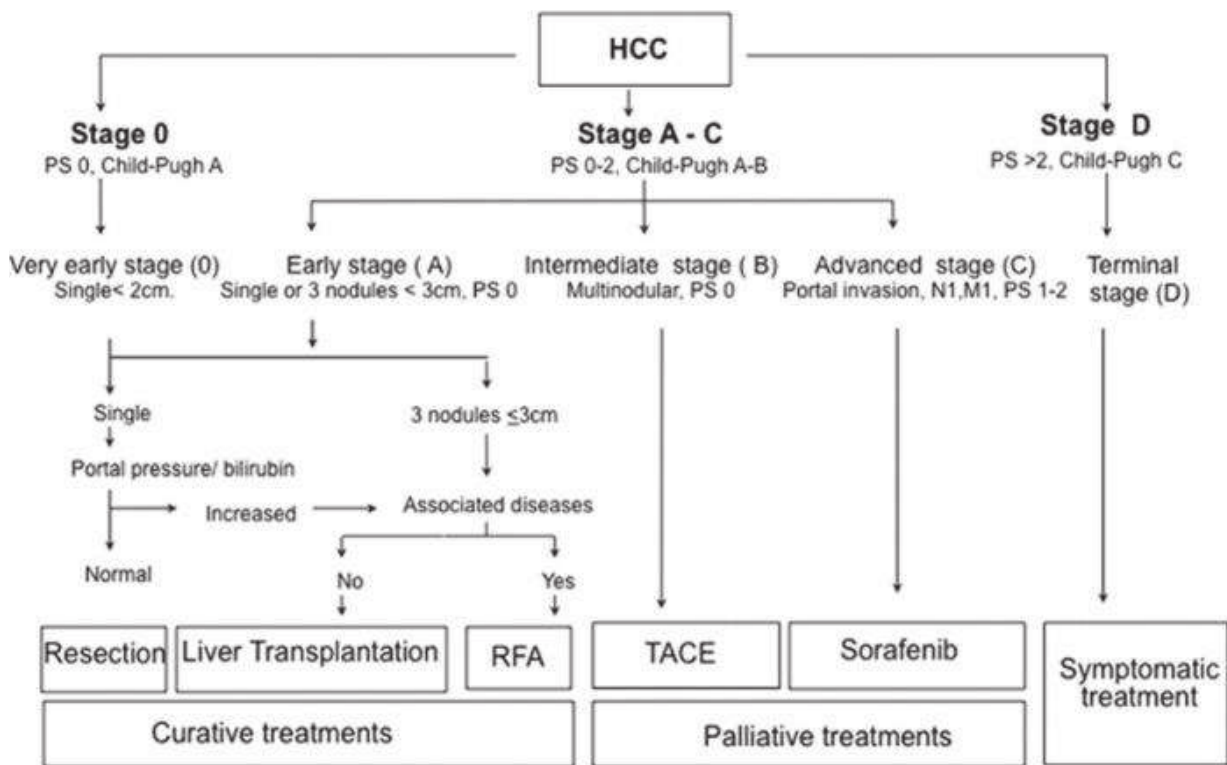 HCC
Stage 0
PS 0, Child-Pugh A
Stage A - C
PS 0-2, Child-Pugh A-B
Stage D
PS >2, Child-Pugh C
Very early stage (0)
Single< 2cm.
Early stage ( A)
Single or 3 nodules < 3cm, PS 0
Intermediate stage ( B)
Multinodular, PS 0
Advanced stage (C)
Portal invasion, N1,M1, PS 1-2
Terminal
stage (D)
Single
3 nodules ≤3cm
Portal pressure/ bilirubin
Increased
Associated diseases
Normal
No
Yes
Resection
Liver Transplantation
RFA
TACE
Sorafenib
Symptomatic
treatment
Curative treatments
Palliative treatments